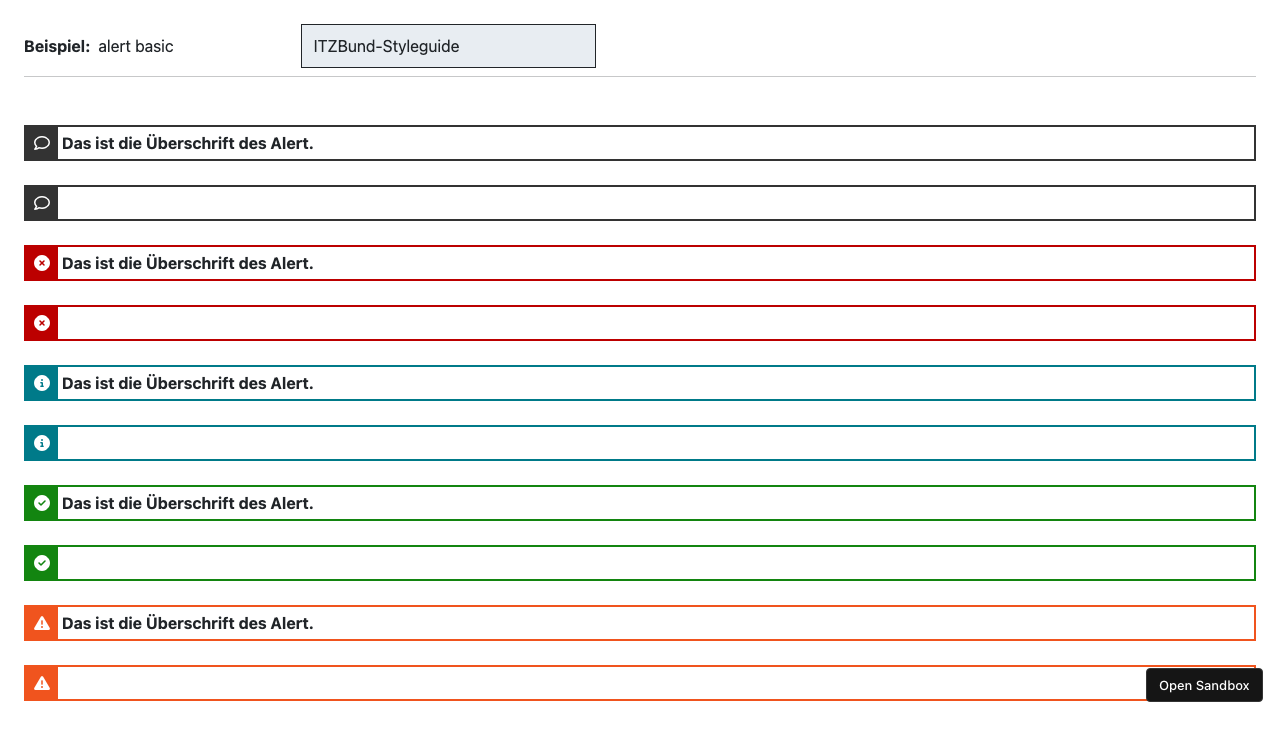 Beispiel: alert basic
ITZBund-Styleguide
Das ist die Überschrift des Alert.
Das ist die Überschrift des Alert.
Das ist die Überschrift des Alert.
Das ist die Überschrift des Alert.
Das ist die Überschrift des Alert.
Open Sandbox